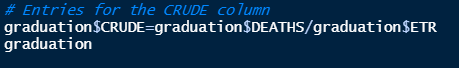 # Entries for the CRUDE column
graduation$CRUDE=graduation$DEATHS/graduation$ETR
graduation